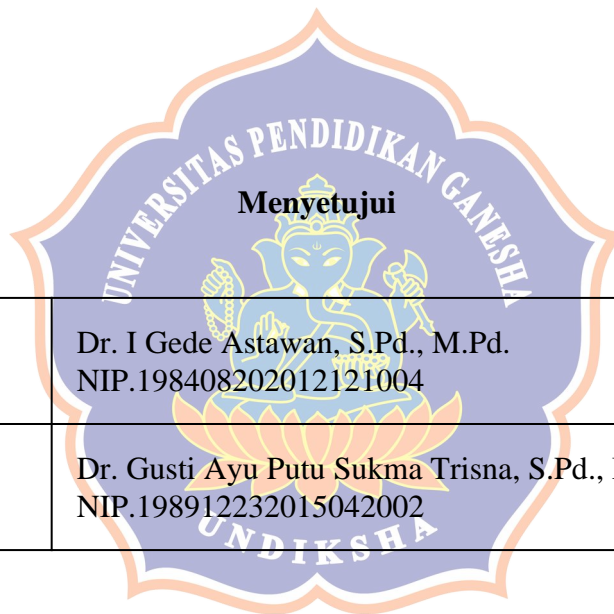 UNIVERSITAS PENDIDIKAN GANESHA
Menyetujui
Dr. I Gede Astawan, S.Pd., M.Pd.
NIP.198408202012121004
Dr. Gusti Ayu Putu Sukma Trisna, S.Pd.,
NIP.198912232015042002
UNDIKSHA